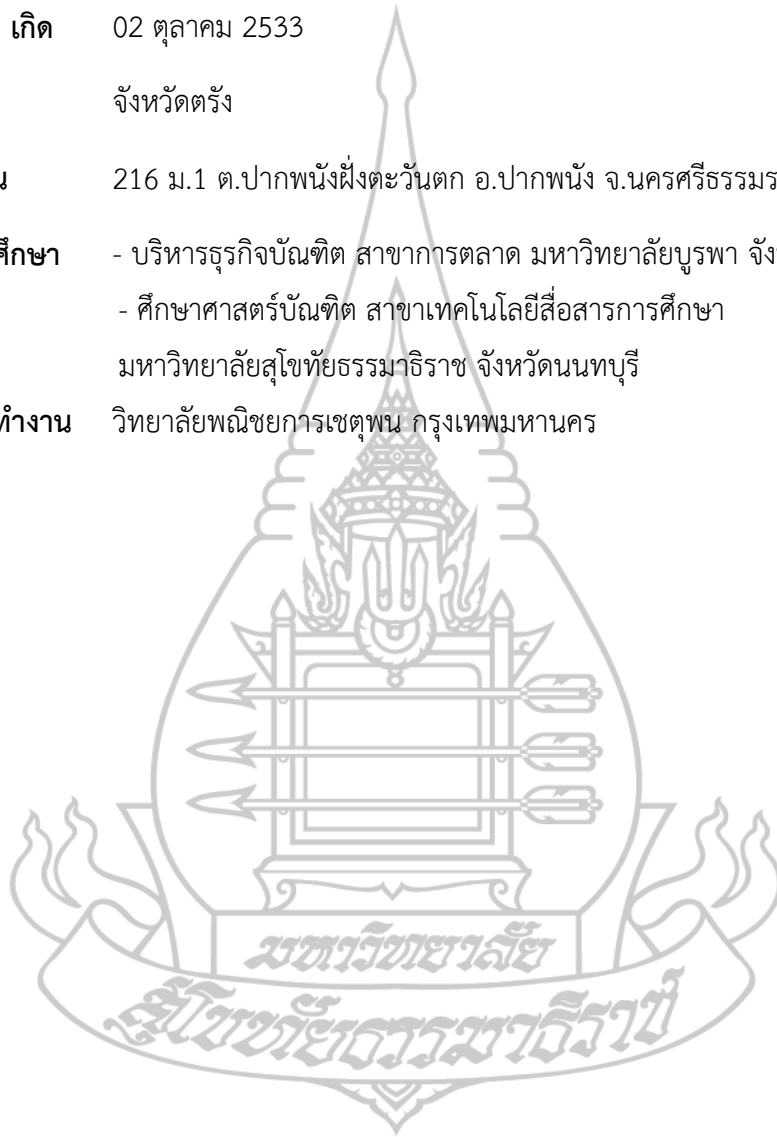 เกิด 02 ตุลาคม 2533
จังหวัดตรัง
216 ม.1 ต.ปากพนังฝั่งตะวันตก อ.ปากพนัง จ.นครศรีธรรมร
ศึกษา - บริหารธุรกิจบัณฑิต สาขาการตลาด มหาวิทยาลัยบูรพา จัง
- ศึกษาศาสตร์บัณฑิต สาขาเทคโนโลยีสื่อสารการศึกษา
มหาวิทยาลัยสุโขทัยธรรมาธิราช จังหวัดนนทบุรี
ทำงาน วิทยาลัยพณิชยการเชตุพน กรุงเทพมหานคร
มหาวิทยาลัย
สุโขทัยธรรมาธิราช